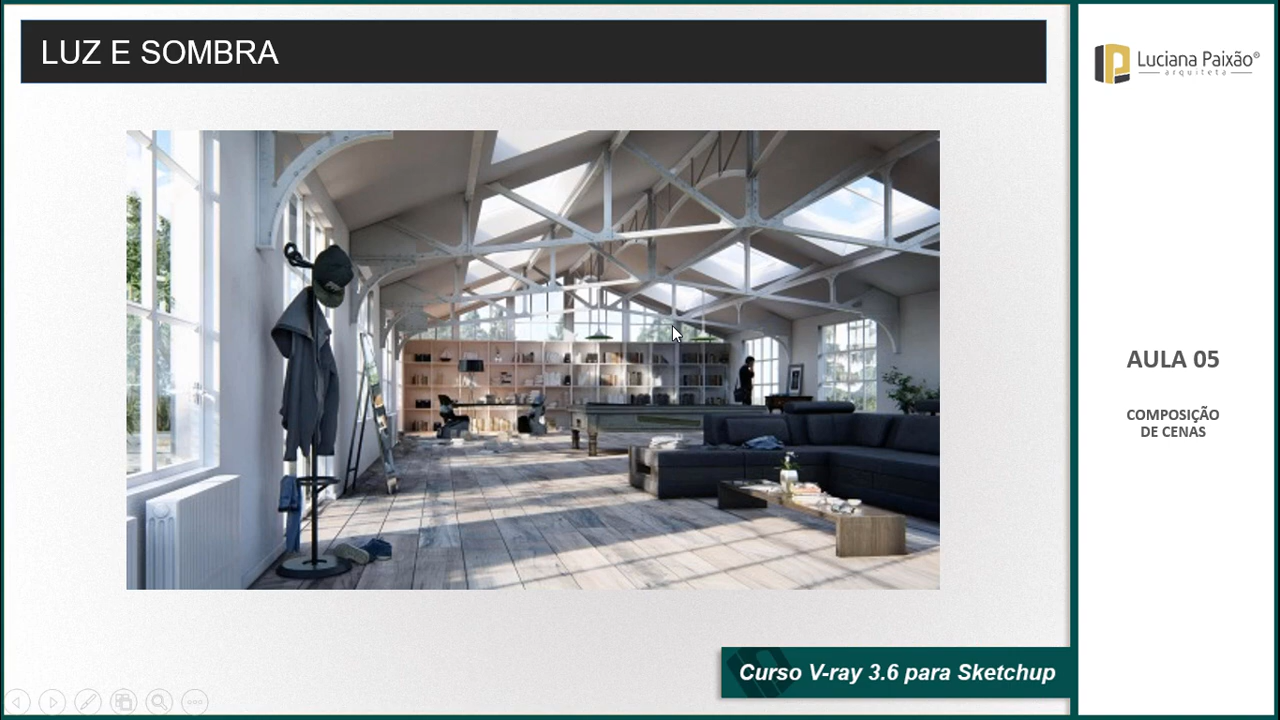 LUZ E SOMBRA
Luciana Paixão®
arquiteta
AULA 05
COMPOSIÇÃO
DE CENAS
Curso V-ray 3.6 para Sketchup